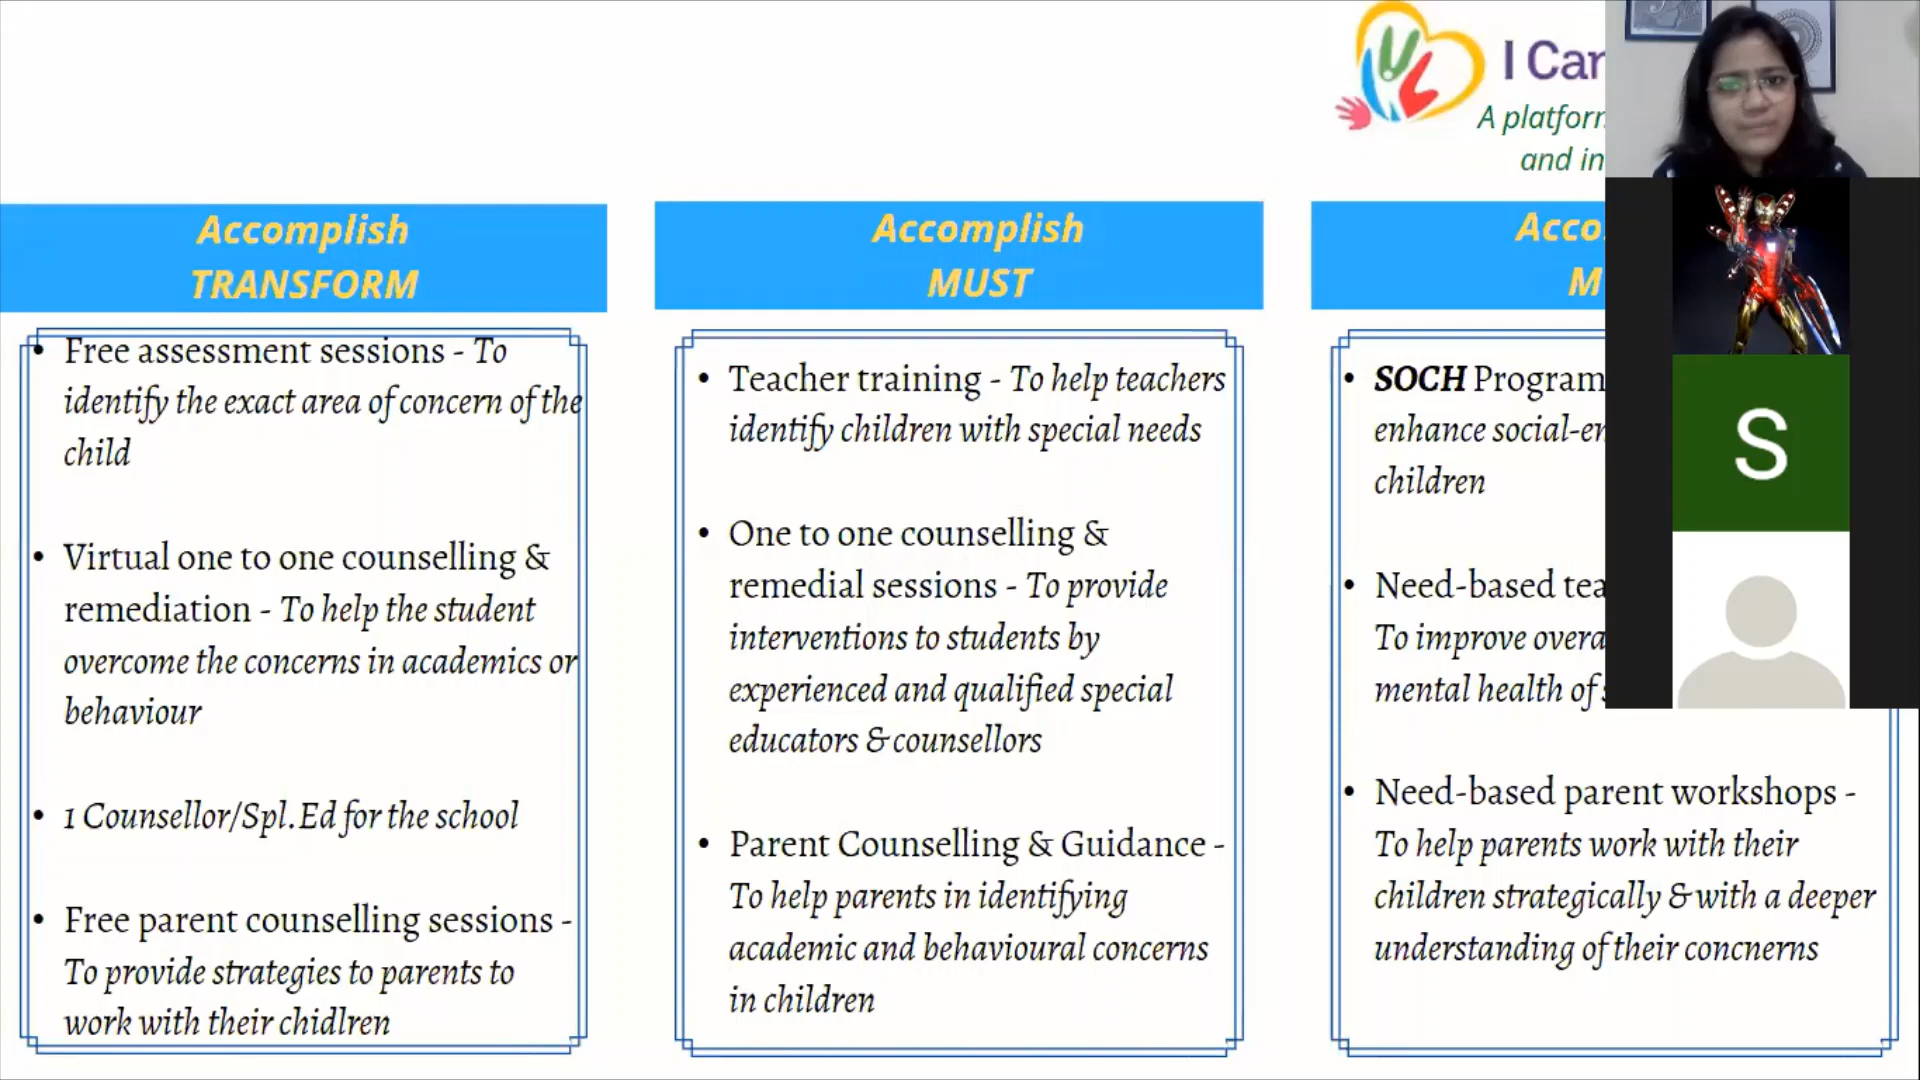 I Car
A platform
and in
Accomplish
TRANSFORM
• Free assessment sessions - To
identify the exact area of concern of the
child
• Virtual one to one counselling &
remediation - To help the student
overcome the concerns in academics or
behaviour
• 1 Counsellor/Spl.Ed for the school
• Free parent counselling sessions -
To provide strategies to parents to
work with their chidlren
Accomplish
MUST
• Teacher training - To help teachers
identify children with special needs
• One to one counselling &
remedial sessions - To provide
interventions to students by
experienced and qualified special
educators & counsellors
• Parent Counselling & Guidance -
To help parents in identifying
academic and behavioural concerns
in children
Acco
M
• SOCH Program
enhance social-em
children
• Need-based tea
To improve overa
mental health of
• Need-based parent workshops -
To help parents work with their
children strategically & with a deeper
understanding of their concnerns
S